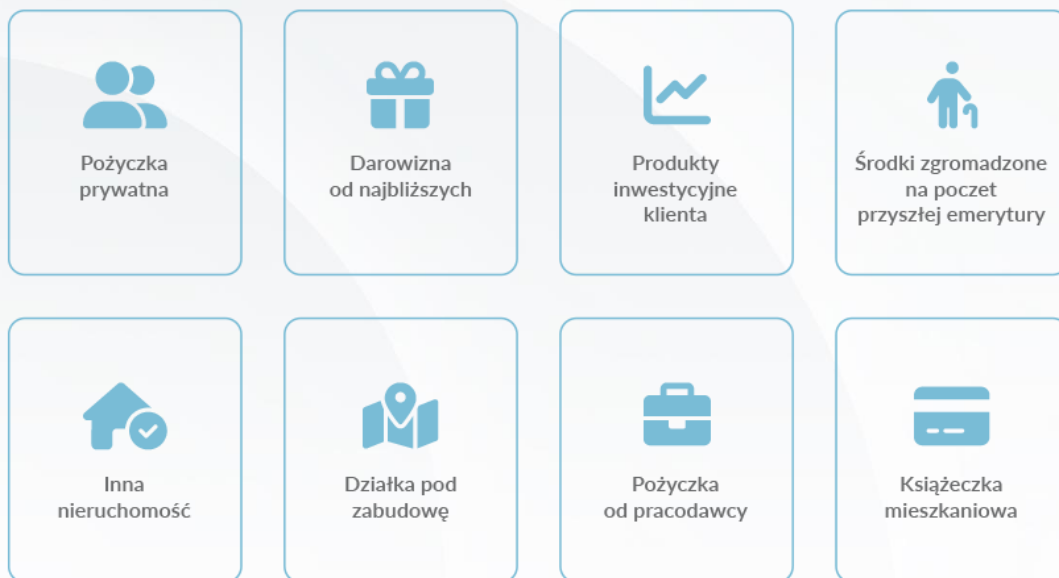 Pożyczka
prywatna
Darowizna
od najbliższych
Produkty
inwestycyjne
klienta
Środki zgromadzone
na poczet
przyszłej emerytury
Inna
nieruchomość
Działka pod
zabudowę
Pożyczka
od pracodawcy
Książeczka
mieszkaniowa